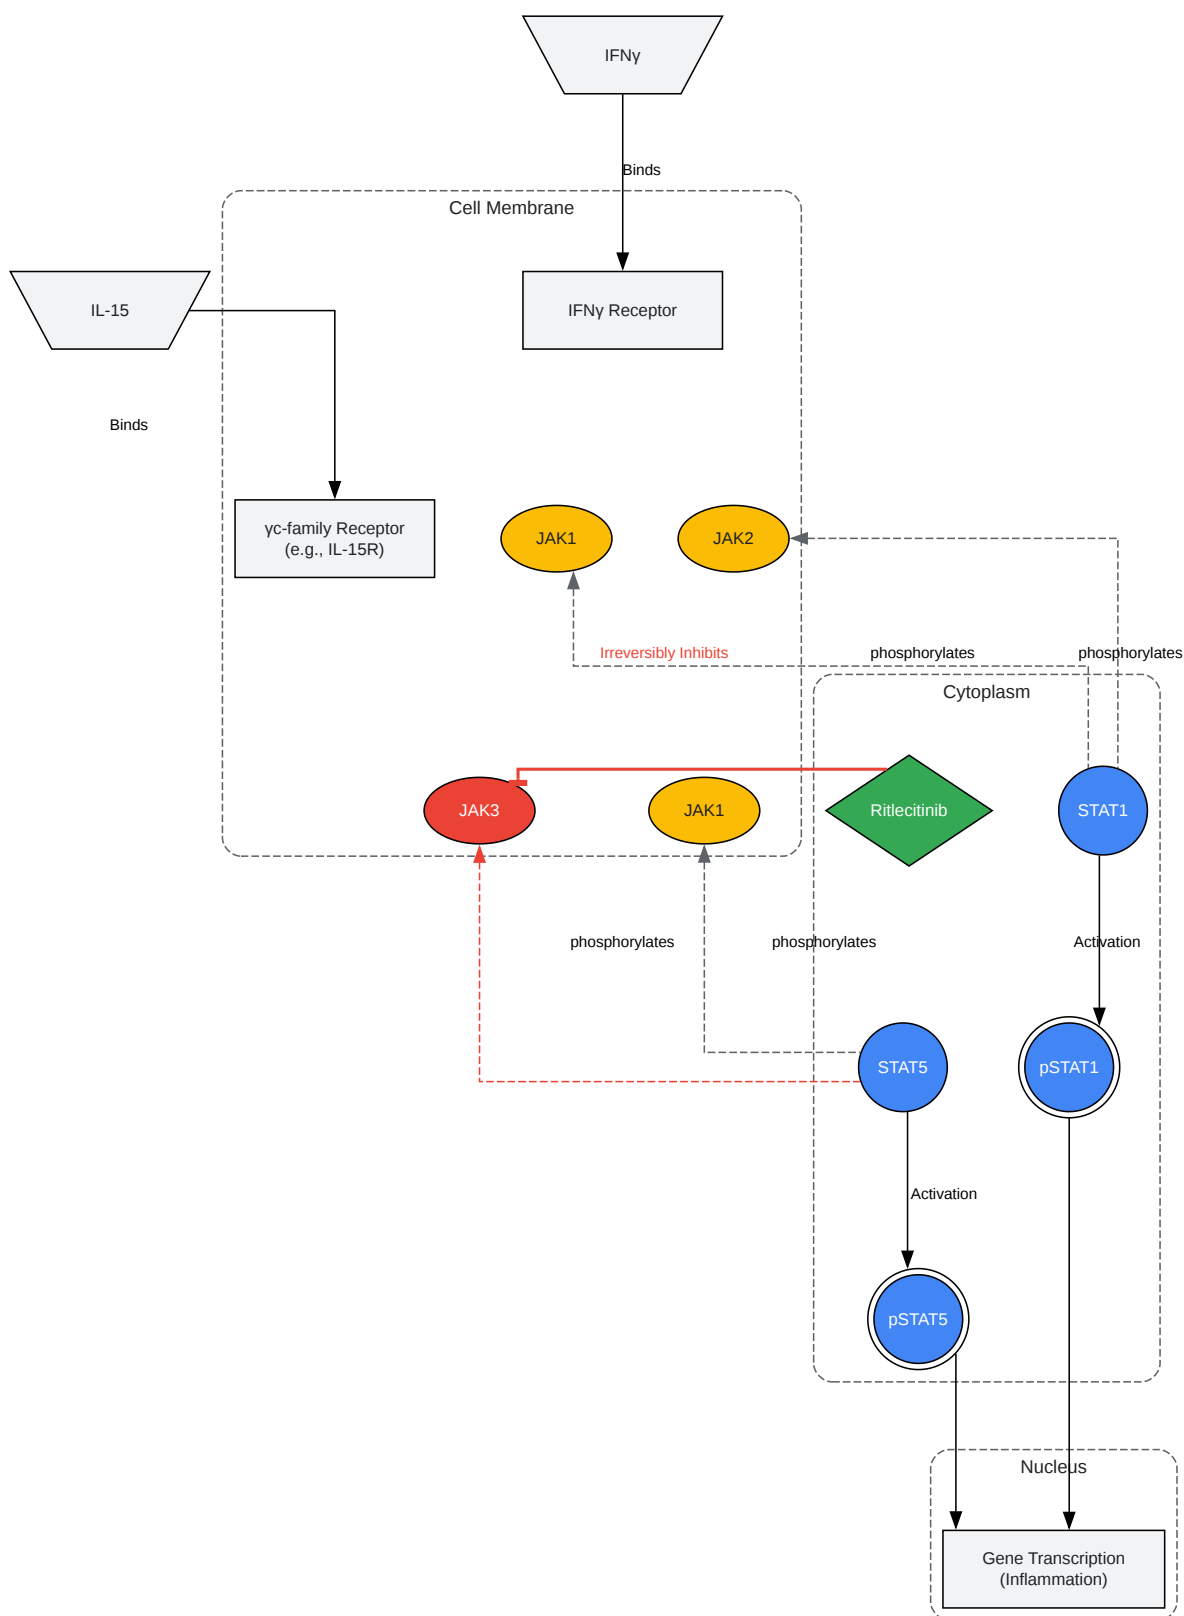 IFNγ
Binds
Cell Membrane
IL-15
IFNγ Receptor
Binds
γc-family Receptor
(e.g., IL-15R)
JAK1
JAK2
Irreversibly Inhibits
phosphorylates
phosphorylates
Cytoplasm
JAK3
JAK1
Ritlecitinib
STAT1
phosphorylates
phosphorylates
Activation
STAT5
pSTAT1
Activation
pSTAT5
Nucleus
Gene Transcription
(Inflammation)